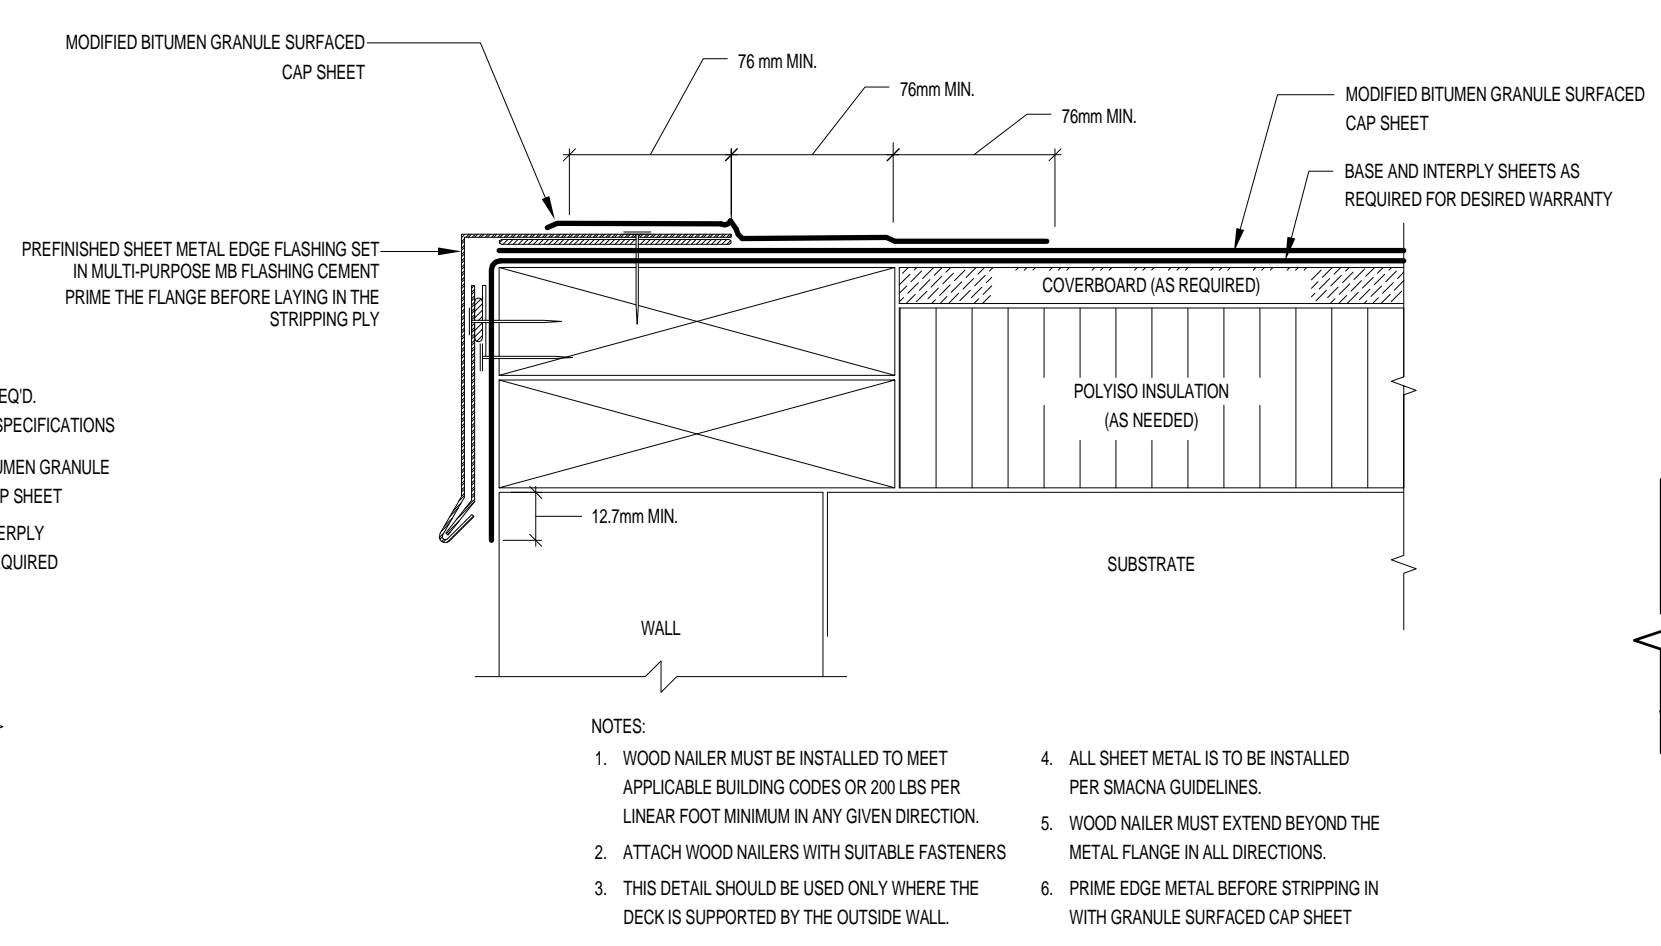 MODIFIED BITUMEN GRANULE SURFACED
CAP SHEET
76 mm MIN.
76mm MIN.
76mm MIN.
MODIFIED BITUMEN GRANULE SURFACED
CAP SHEET
BASE AND INTERPLY SHEETS AS
REQUIRED FOR DESIRED WARRANTY
PREFINISHED SHEET METAL EDGE FLASHING SET
IN MULTI-PURPOSE MB FLASHING CEMENT
PRIME THE FLANGE BEFORE LAYING IN THE
STRIPPING PLY
COVERBOARD (AS REQUIRED)
POLYISO INSULATION
(AS NEEDED)
EQ'D.
SPECIFICATIONS
UMEN GRANULE
P SHEET
ERPLY
EQUIRED
12.7mm MIN.
SUBSTRATE
WALL
NOTES:
1. WOOD NAILER MUST BE INSTALLED TO MEET
APPLICABLE BUILDING CODES OR 200 LBS PER
LINEAR FOOT MINIMUM IN ANY GIVEN DIRECTION.
2. ATTACH WOOD NAILERS WITH SUITABLE FASTENERS
3. THIS DETAIL SHOULD BE USED ONLY WHERE THE
DECK IS SUPPORTED BY THE OUTSIDE WALL.
4. ALL SHEET METAL IS TO BE INSTALLED
PER SMACNA GUIDELINES.
5. WOOD NAILER MUST EXTEND BEYOND THE
METAL FLANGE IN ALL DIRECTIONS.
6. PRIME EDGE METAL BEFORE STRIPPING IN
WITH GRANULE SURFACED CAP SHEET